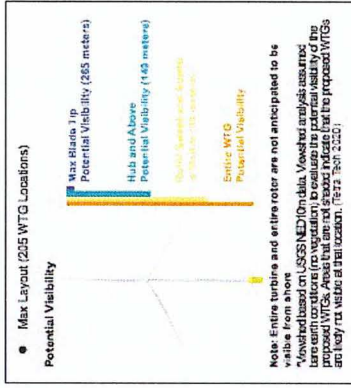 Max Layout (205 WTG Locations)
Potential Visibility
Max Blade Tip
Potential Visibility (265 meters)
Hub and Above
Potential Visibility (149 meters)
Entire WTG
Potential Visibility
Note: Entire turbine and entire rotor are not anticipated to be
visible from shore
*Viewshed based on USGS NED 10m data. Viewshed analysis assumed
bare earth conditions (no vegetation) to evaluate the potential visibility of the
proposed WTGs. Areas that are not shaded indicate that the proposed WTGs
are likely not visible at that location. (Tetra Tech 2020)